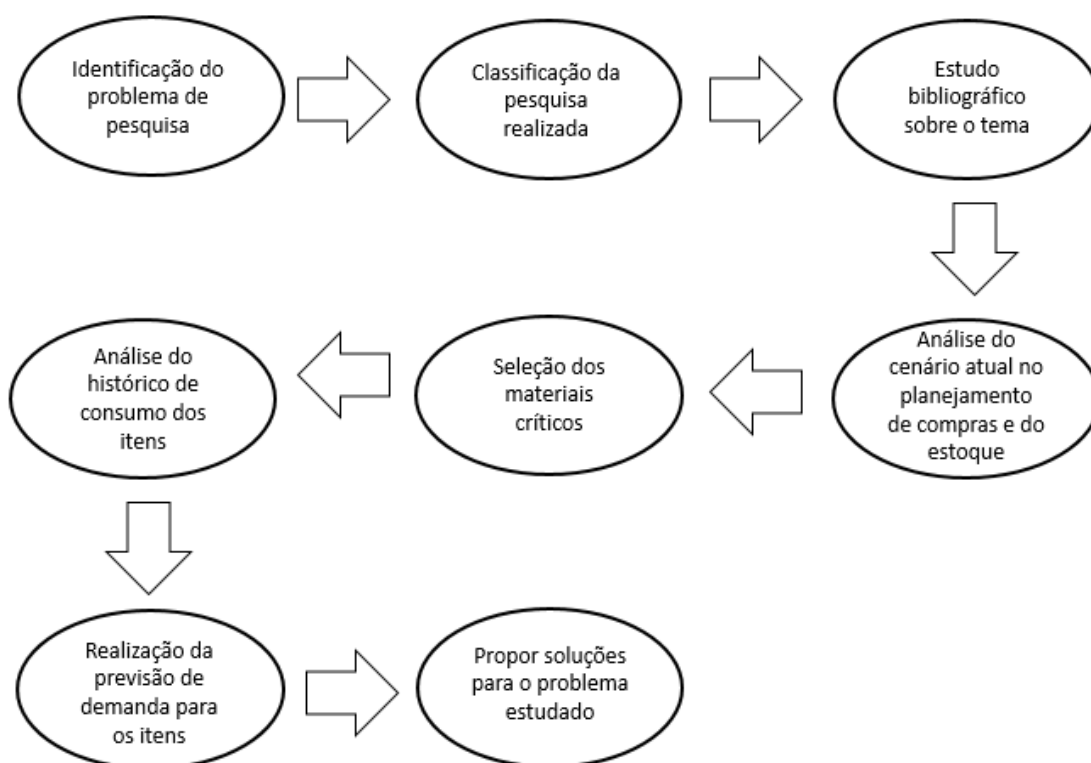 Identificação do
problema de
pesquisa
Classificação da
pesquisa
realizada
Estudo
bibliográfico
sobre o tema
Análise do
cenário atual no
planejamento
de compras e do
estoque
Seleção dos
materiais
críticos
Análise do
histórico de
consumo dos
itens
Realização da
previsão de
demanda para
os itens
Propor soluções
para o problema
estudado